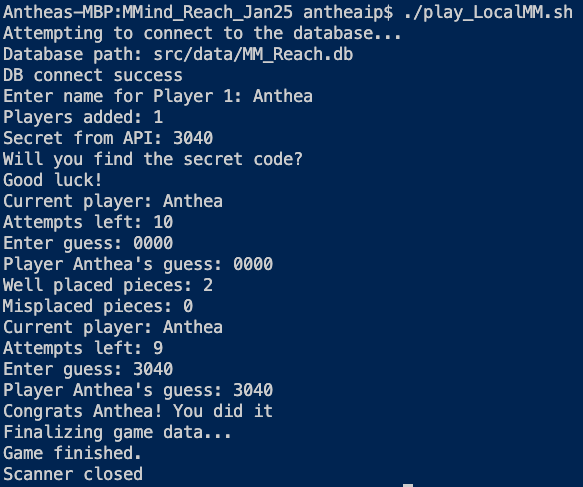 Antheas-MBP:MMind_Reach_Jan25 antheaip$ ./play_LocalMM.sh
Attempting to connect to the database...
Database path: src/data/MM_Reach.db
DB connect success
Enter name for Player 1: Anthea
Players added: 1
Secret from API: 3040
Will you find the secret code?
Good luck!
Current player: Anthea
Attempts left: 10
Enter guess: 0000
Player Anthea's guess: 0000
Well placed pieces: 2
Misplaced pieces: 0
Current player: Anthea
Attempts left: 9
Enter guess: 3040
Player Anthea's guess: 3040
Congrats Anthea! You did it
Finalizing game data...
Game finished.
Scanner closed